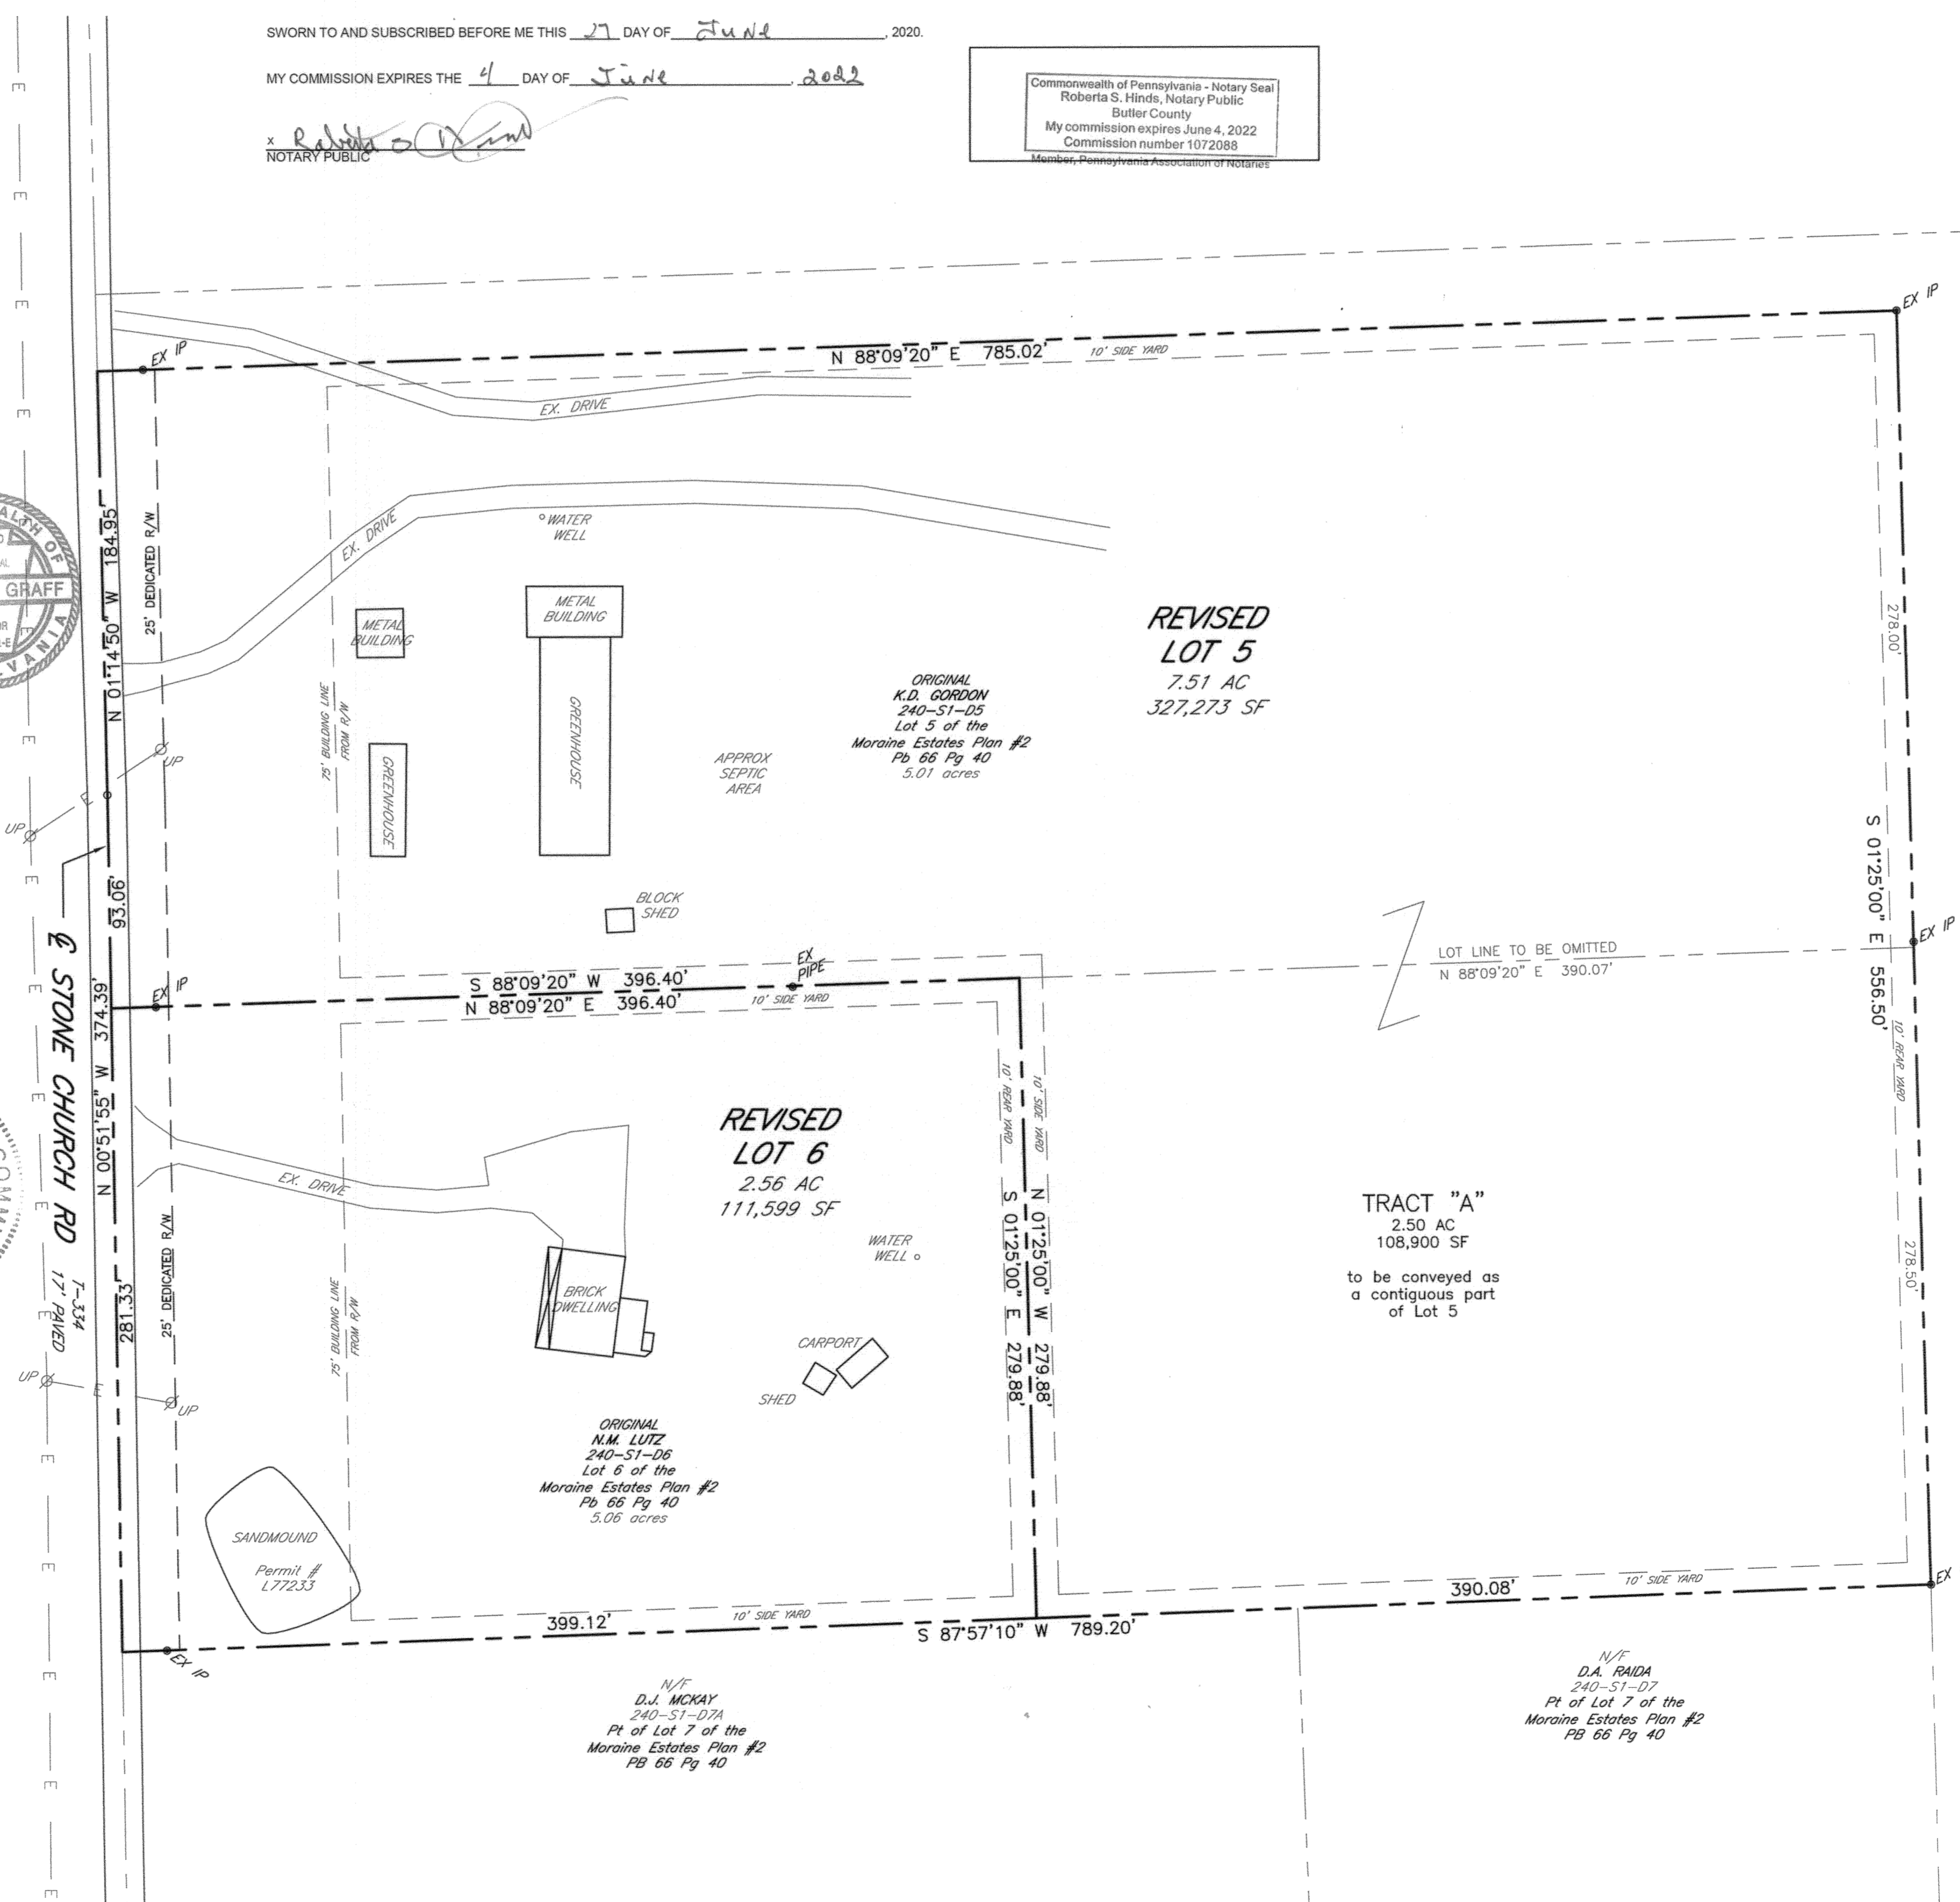 SWORN TO AND SUBSCRIBED BEFORE ME THIS 27 DAY OF June, 2020.
MY COMMISSION EXPIRES THE 4 DAY OF June, 2022
x Roberta S Hinds
NOTARY PUBLIC
Commonwealth of Pennsylvania - Notary Seal
Roberta S. Hinds, Notary Public
Butler County
My commission expires June 4, 2022
Commission number 1072088
Member, Pennsylvania Association of Notaries
EX IP
EX IP
N 88°09'20" E 785.02'
10' SIDE YARD
EX. DRIVE
N 01°14'50" W 184.95'
25' DEDICATED R/W
EX. DRIVE
WATER
WELL
METAL
BUILDING
METAL
BUILDING
GREENHOUSE
GREENHOUSE
75' BUILDING LINE
FROM R/W
REVISED
LOT 5
7.51 AC
327,273 SF
ORIGINAL
K.D. GORDON
240-S1-D5
Lot 5 of the
Moraine Estates Plan #2
Pb 66 Pg 40
5.01 acres
APPROX
SEPTIC
AREA
278.00'
GRAFF
UP
UP
E
93.06'
BLOCK
SHED
S 01°25'00" E 556.50'
EX IP
LOT LINE TO BE OMITTED
N 88°09'20" E 390.07'
EX
PIPE
S 88°09'20" W 396.40'
N 88°09'20" E 396.40'
10' SIDE YARD
EX IP
℄ STONE CHURCH RD
T-334
17' PAVED
N 00°51'55" W 374.39'
10' REAR YARD
10' SIDE YARD
10' REAR YARD
REVISED
LOT 6
2.56 AC
111,599 SF
EX. DRIVE
25' DEDICATED R/W
281.33'
75' BUILDING LINE
FROM R/W
BRICK
DWELLING
WATER
WELL
S 01°25'00" E 279.88'
N 01°25'00" W 279.88'
TRACT "A"
2.50 AC
108,900 SF
to be conveyed as
a contiguous part
of Lot 5
278.50'
CARPORT
SHED
UP
E
UP
ORIGINAL
N.M. LUTZ
240-S1-D6
Lot 6 of the
Moraine Estates Plan #2
Pb 66 Pg 40
5.06 acres
SANDMOUND
Permit #
L77233
399.12'
10' SIDE YARD
S 87°57'10" W 789.20'
390.08'
10' SIDE YARD
EX
EX IP
N/F
D.J. MCKAY
240-S1-D7A
Pt of Lot 7 of the
Moraine Estates Plan #2
PB 66 Pg 40
N/F
D.A. RAIDA
240-S1-D7
Pt of Lot 7 of the
Moraine Estates Plan #2
PB 66 Pg 40